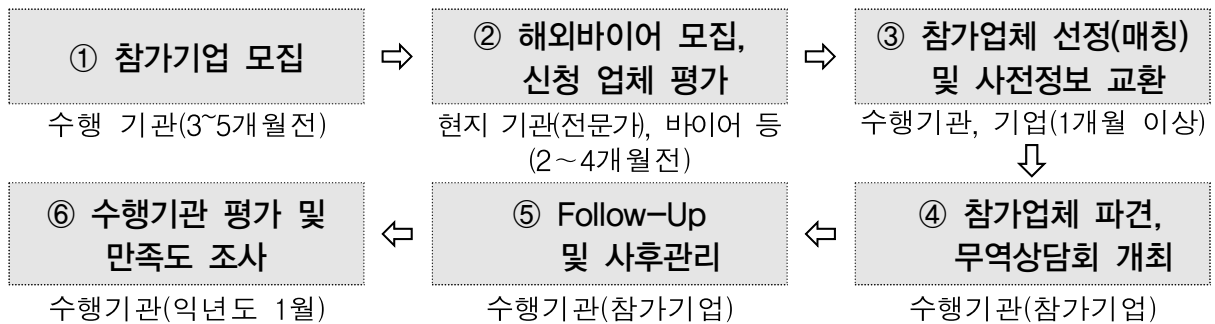 ① 참가기업 모집
수행 기관(3~5개월전)
② 해외바이어 모집,
신청 업체 평가
현지 기관(전문가), 바이어 등
(2~4개월전)
③ 참가업체 선정(매칭)
및 사전정보 교환
수행기관, 기업(1개월 이상)
④ 참가업체 파견,
무역상담회 개최
수행기관(참가기업)
⑤ Follow-Up
및 사후관리
수행기관(참가기업)
⑥ 수행기관 평가 및
만족도 조사
수행기관(익년도 1월)